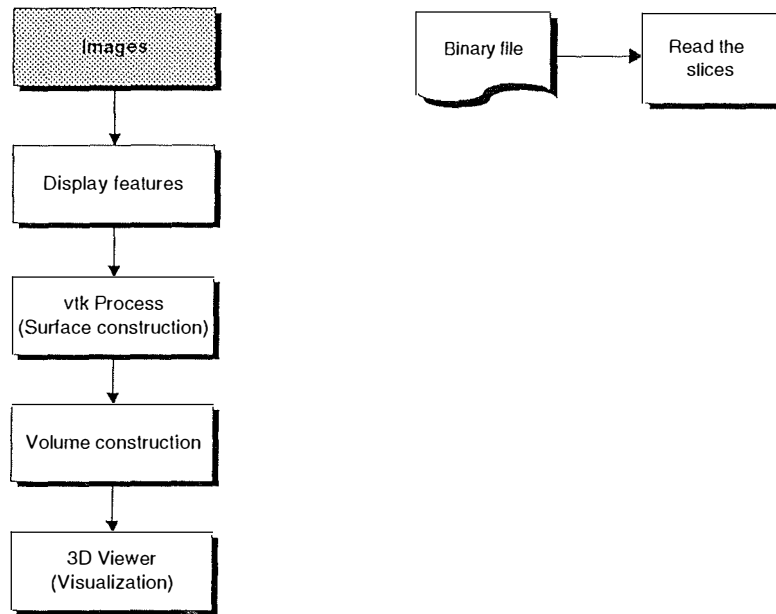 Images
Display features
vtk Process
(Surface construction)
Volume construction
3D Viewer
(Visualization)
Binary file
Read the
slices